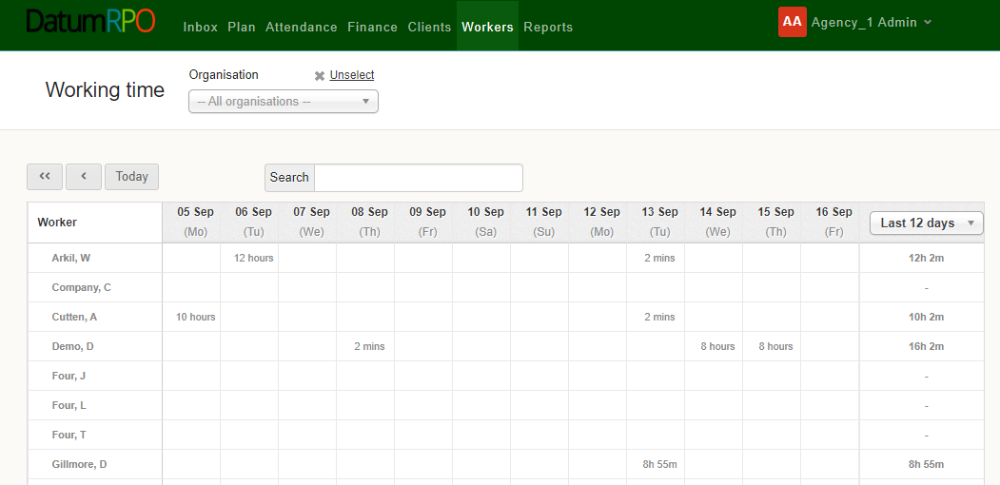 DatumRPO
Inbox Plan Attendance Finance Clients Workers Reports
AA Agency_1 Admin
Working time
Organisation Unselect
-- All organisations --
Today
Search
Worker 05 Sep 06 Sep 07 Sep 08 Sep 09 Sep 10 Sep 11 Sep 12 Sep 13 Sep 14 Sep 15 Sep 16 Sep Last 12 days
(Mo) (Tu) (We) (Th) (Fr) (Sa) (Su) (Mo) (Tu) (We) (Th) (Fr)
Arkil, W 12 hours 2 mins 12h 2m
Company, C -
Cutten, A 10 hours 2 mins 10h 2m
Demo, D 2 mins 8 hours 8 hours 16h 2m
Four, J -
Four, L -
Four, T -
Gillmore, D 8h 55m 8h 55m